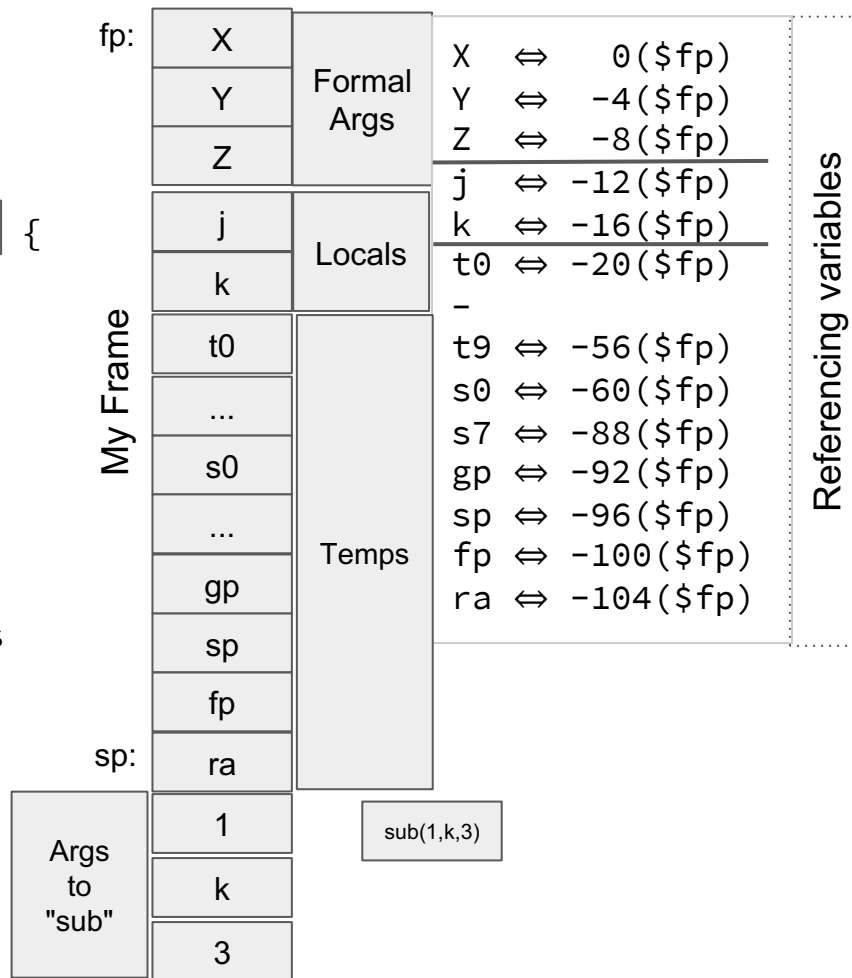 fp:
X
Y
Z
Formal
Args
X ⇔ 0($fp)
Y ⇔ -4($fp)
Z ⇔ -8($fp)
j ⇔ -12($fp)
k ⇔ -16($fp)
t0 ⇔ -20($fp)
-
t9 ⇔ -56($fp)
s0 ⇔ -60($fp)
s7 ⇔ -88($fp)
gp ⇔ -92($fp)
sp ⇔ -96($fp)
fp ⇔ -100($fp)
ra ⇔ -104($fp)
Referencing variables
{
j
k
Locals
My Frame
t0
...
s0
...
gp
sp
fp
ra
Temps
s
sp:
1
k
3
Args
to
"sub"
sub(1,k,3)